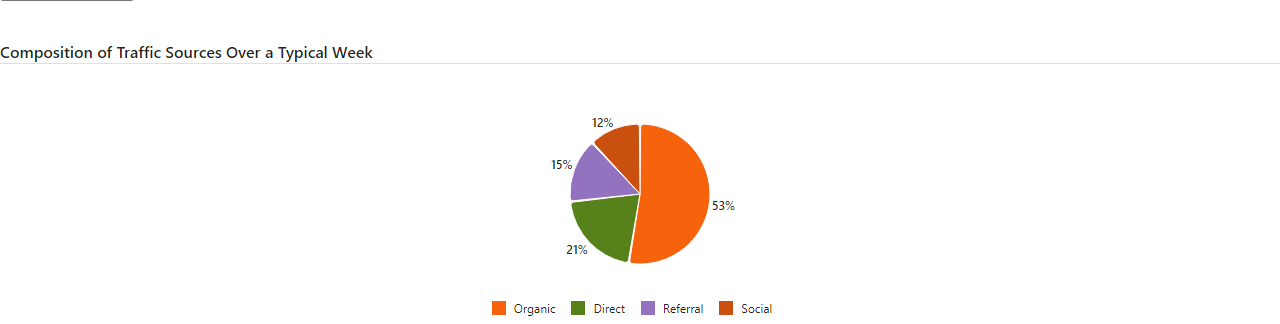 Composition of Traffic Sources Over a Typical Week
12%
15%
53%
21%
Organic Direct Referral Social